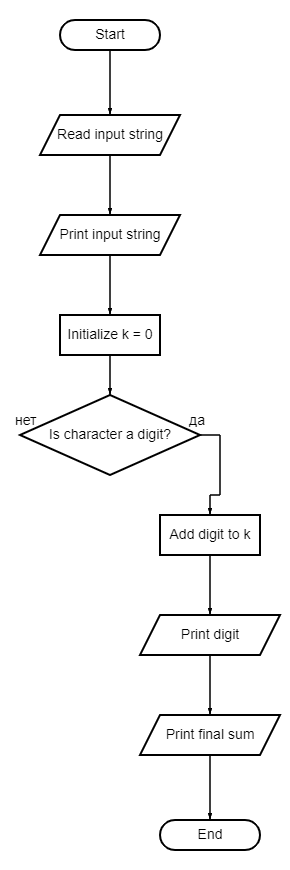 Start
Read input string
Print input string
Initialize k = 0
нет
да
Is character a digit?
Add digit to k
Print digit
Print final sum
End